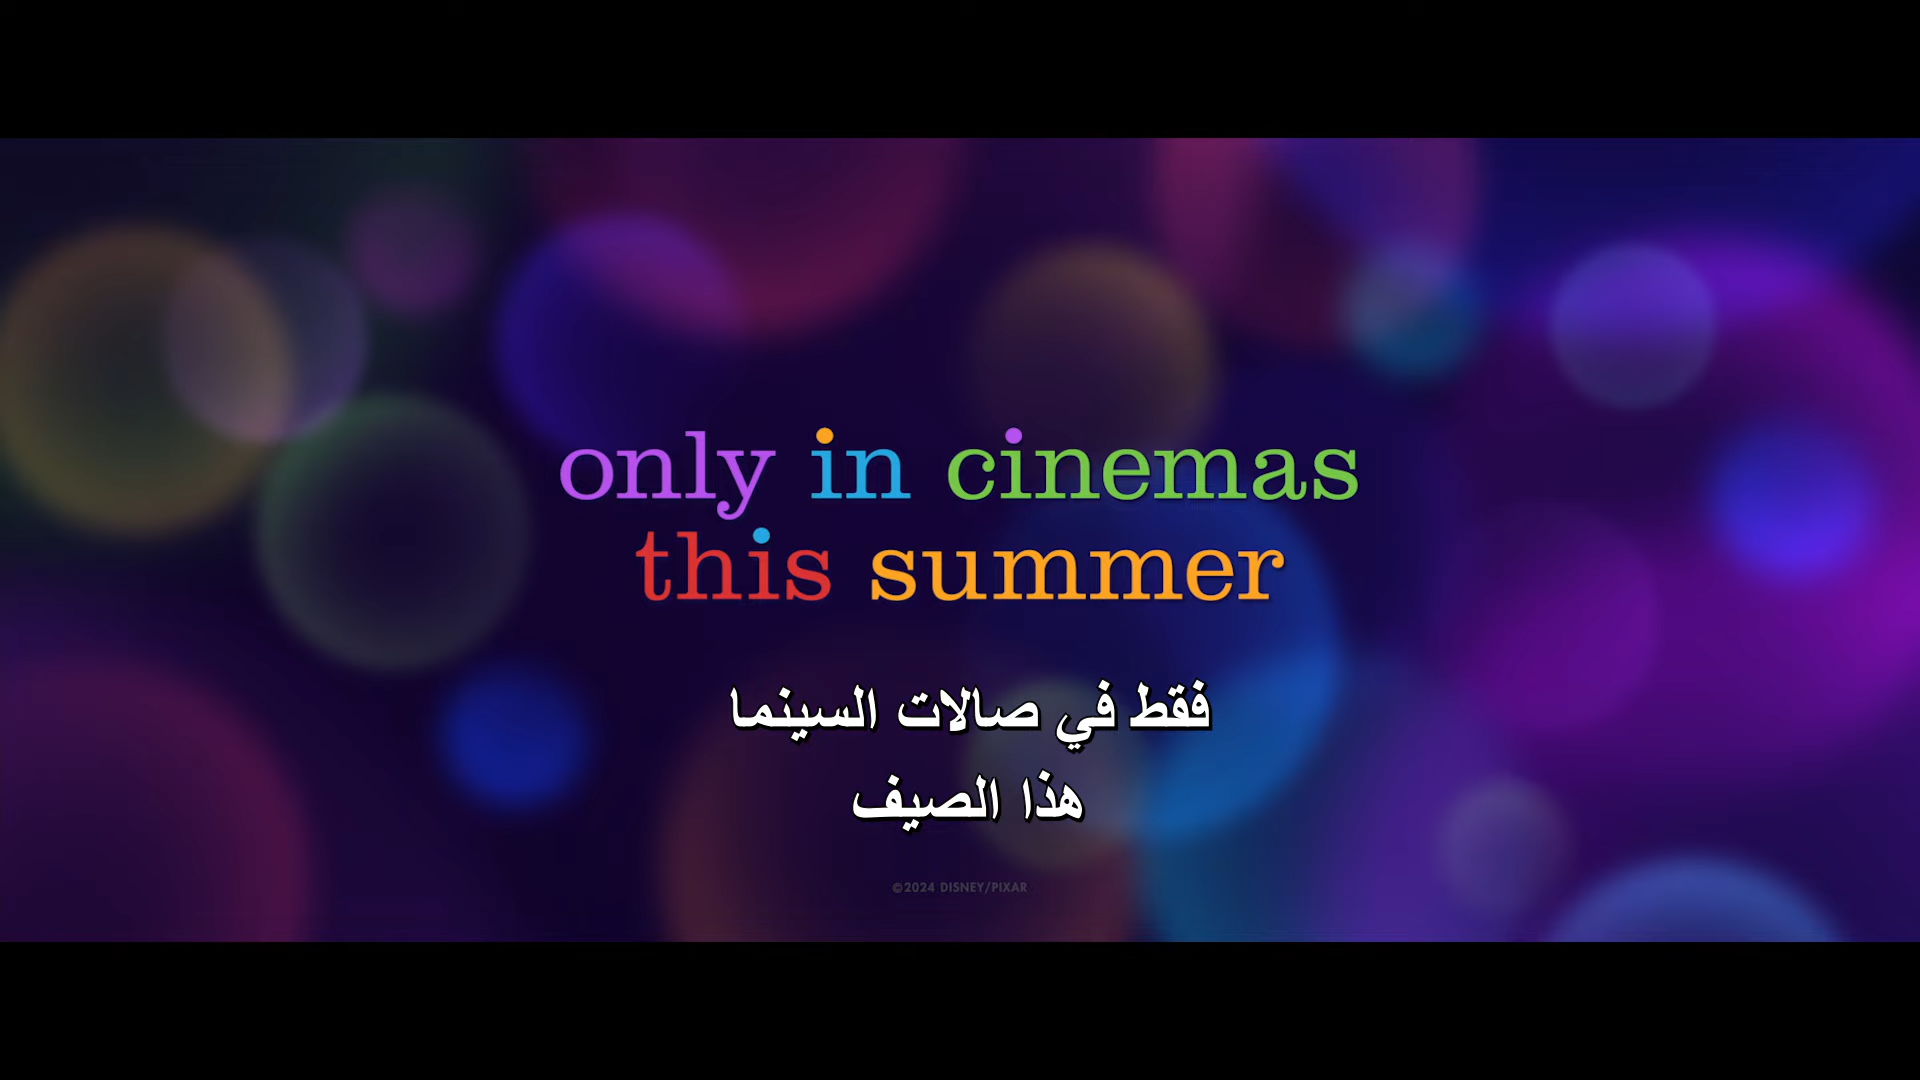 only in cinemas
this summer
فقط في صالات السينما
هذا الصيف
©2024 DISNEY/PIXAR